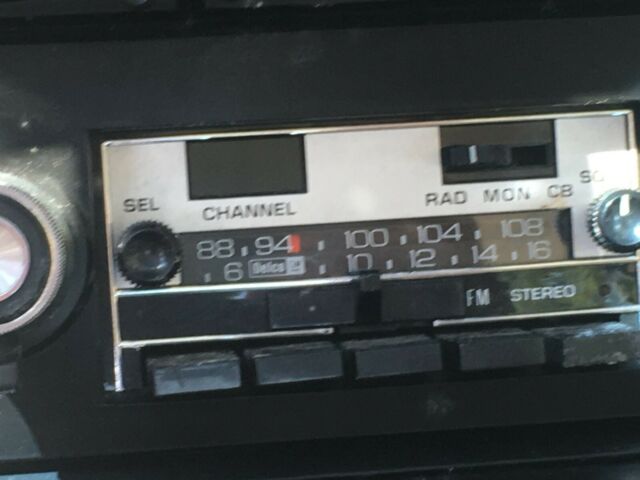 SEL
CHANNEL
RAD MON CB
88 94 100 104 108
6 Delco 10 12 14 16
FM STEREO